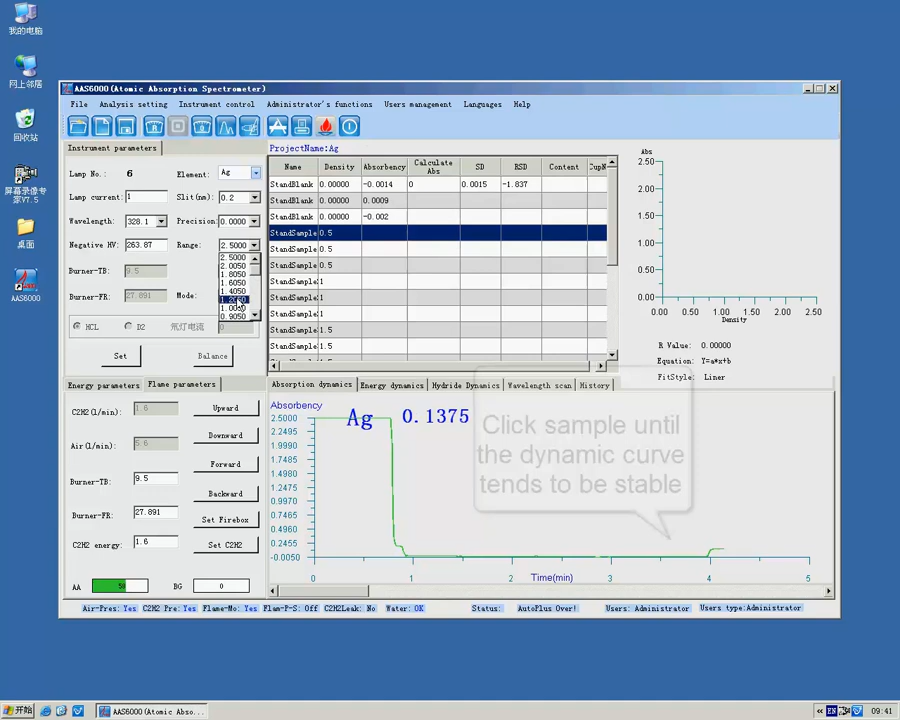 我的电脑
网上邻居
回收站
屏幕录像专
家V7.5
桌面
AAS6000
AAS6000(Atomic Absorption Spectrometer)
File Analysis setting Instrument control Administrator's functions Users management Languages Help
Instrument parameters
Lamp No.: 6 Element: Ag
Lamp current: 1 Slit(nm): 0.2
Wavelength: 328.1 Precision: 0.0000
Negative HV: 263.87 Range: 2.5000
2.5000
2.0050
1.8050
1.6050
1.4050
1.2050
1.0050
0.9050
Burner-TB: 9.5
Burner-FR: 27.891 Mode:
HCL D2 氘灯电流 0
Set Balance
ProjectName:Ag
Name Density Absorbency Calculate Abs SD RSD Content CupN
StandBlank 0.00000 -0.0014 0 0.0015 -1.837
StandBlank 0.00000 0.0009
StandBlank 0.00000 -0.002
StandSample 0.5
StandSample 0.5
StandSample 0.5
StandSample 1
StandSample 1
StandSample 1
StandSample 1.5
StandSample 1.5
Abs
2.50
2.00
1.50
1.00
0.50
0.00
0.00 0.50 1.00 1.50 2.00 2.50
Density
R Value: 0.00000
Equation: Y=a*x+b
FitStyle: Liner
Energy parameters Flame parameters
C2H2(l/min): 1.6 Upward
Air(l/min): 5.6 Downward
Forward
Burner-TB: 9.5
Backward
Burner-FR: 27.891
Set Firebox
C2H2 energy: 1.6 Set C2H2
AA 50 BG 0
Absorption dynamics Energy dynamics Hydride Dynamics Wavelength scan History
Absorbency
Ag 0.1375
2.5000
2.2495
1.9990
1.7485
1.4980
1.2475
0.9970
0.7465
0.4960
0.2455
-0.0050
0 1 2 3 4 5
Time(min)
Click sample until
the dynamic curve
tends to be stable
Air-Pres: Yes C2H2 Pre: Yes Flame-Mo: Yes Flam-P-S: Off C2H2Leak: No Water: OK Status: AutoPlus Over! Users: Administrator Users type:Administrator
开始 AAS6000(Atomic Abso... EN 09:41